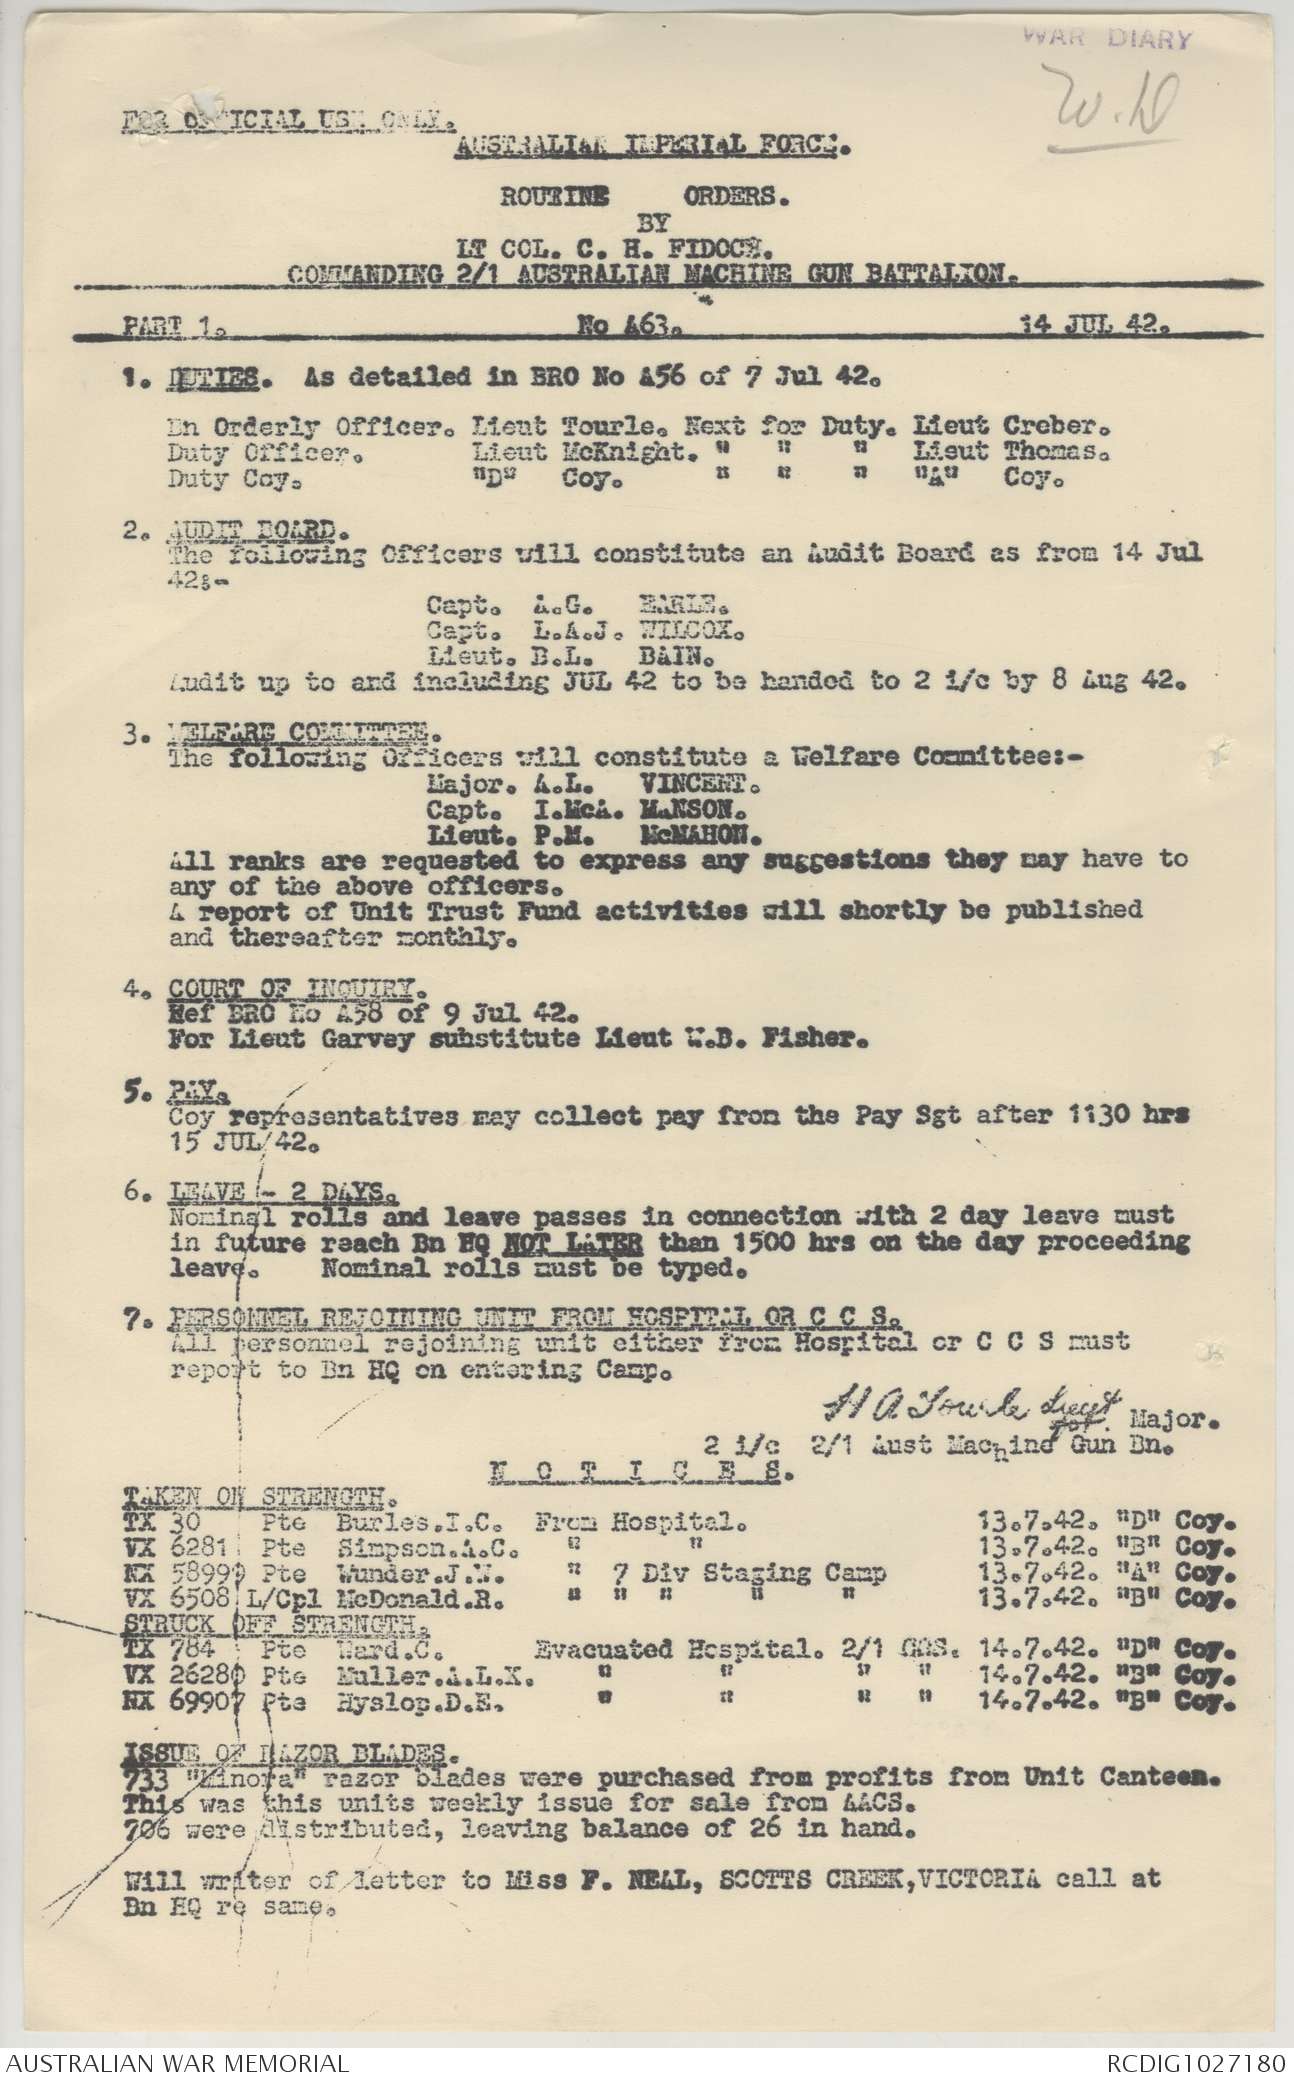 WAR DIARY
W.D
FOR OFFICIAL USE ONLY.
AUSTRALIAN IMPERIAL FORCE.
ROUTINE ORDERS.
BY
LT COL. C. H. FIDOCK.
COMMANDING 2/1 AUSTRALIAN MACHINE GUN BATTALION.
PART 1. No A63. 14 JUL 42.
1. DUTIES. As detailed in BRO No A56 of 7 Jul 42.
Bn Orderly Officer. Lieut Tourle. Next for Duty. Lieut Creber.
Duty Officer. Lieut McKnight. " " " Lieut Thomas.
Duty Coy. "D" Coy. " " " "A" Coy.
2. AUDIT BOARD.
The following Officers will constitute an Audit Board as from 14 Jul
42:-
Capt. A.G. EARLE.
Capt. L.A.J. WILCOX.
Lieut. B.L. BAIN.
Audit up to and including JUL 42 to be handed to 2 i/c by 8 Aug 42.
3. WELFARE COMMITTEE.
The following Officers will constitute a Welfare Committee:-
Major. A.L. VINCENT.
Capt. I.McA. MANSON.
Lieut. P.M. McMAHON.
All ranks are requested to express any suggestions they may have to
any of the above officers.
A report of Unit Trust Fund activities will shortly be published
and thereafter monthly.
4. COURT OF INQUIRY.
Ref BRO No A58 of 9 Jul 42.
For Lieut Garvey substitute Lieut W.B. Fisher.
5. PAY.
Coy representatives may collect pay from the Pay Sgt after 1130 hrs
15 JUL 42.
6. LEAVE - 2 DAYS.
Nominal rolls and leave passes in connection with 2 day leave must
in future reach Bn HQ NOT LATER than 1500 hrs on the day proceeding
leave. Nominal rolls must be typed.
7. PERSONNEL REJOINING UNIT FROM HOSPITAL OR C C S.
All personnel rejoining unit either from Hospital or C C S must
report to Bn HQ on entering Camp.
H A Tourle Lieut
for. Major.
2 i/c 2/1 Aust Machine Gun Bn.
N O T I C E S.
TAKEN ON STRENGTH.
TX 30 Pte Burles.I.C. From Hospital. 13.7.42. "D" Coy.
VX 6281 Pte Simpson.A.C. " " 13.7.42. "B" Coy.
NX 58999 Pte Wunder.J.W. " 7 Div Staging Camp 13.7.42. "A" Coy.
VX 6508 L/Cpl McDonald.R. " " " " " 13.7.42. "B" Coy.
STRUCK OFF STRENGTH.
TX 784 Pte Ward.C. Evacuated Hospital. 2/1 CCS. 14.7.42. "D" Coy.
VX 26280 Pte Muller.A.L.X. " " " " 14.7.42. "B" Coy.
NX 69907 Pte Hyslop.D.E. " " " " 14.7.42. "B" Coy.
ISSUE OF RAZOR BLADES.
733 "Minora" razor blades were purchased from profits from Unit Canteen.
This was this units weekly issue for sale from AACS.
706 were distributed, leaving balance of 26 in hand.
Will writer of letter to Miss F. NEAL, SCOTTS CREEK,VICTORIA call at
Bn HQ re same.
AUSTRALIAN WAR MEMORIAL RCDIG1027180